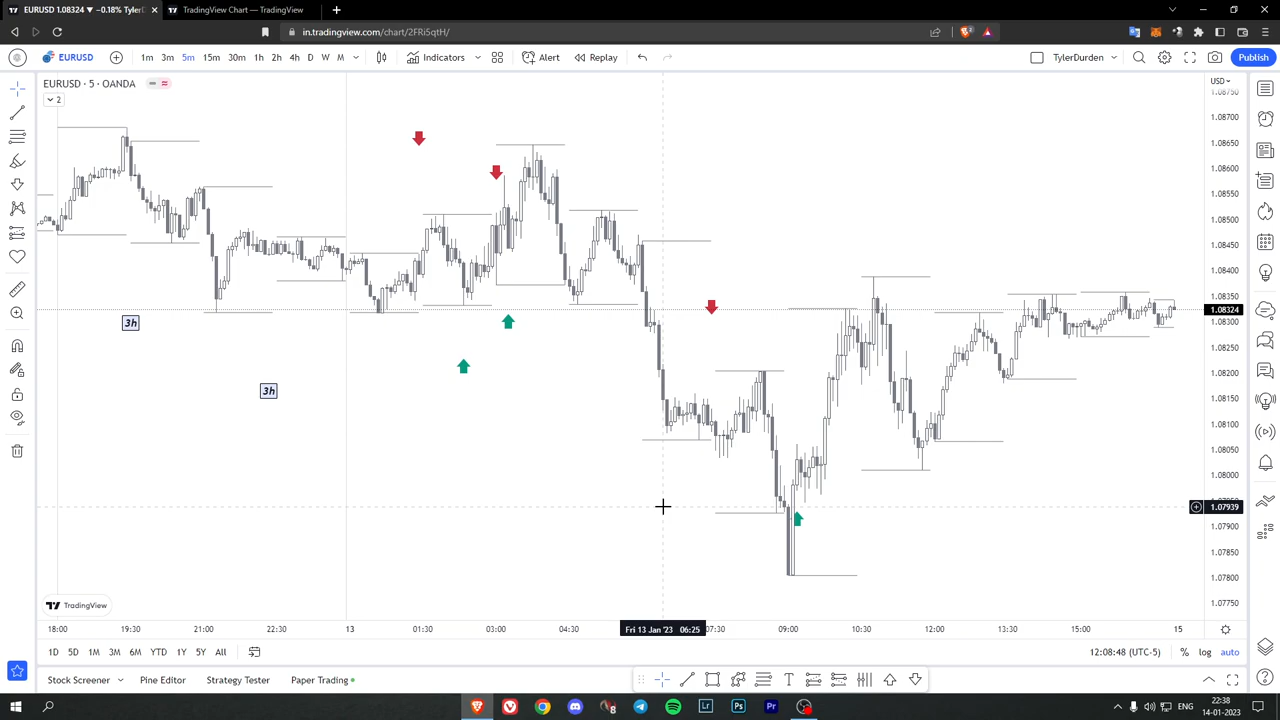 EURUSD 1.08324 ▼ −0.18% TylerDurd
TradingView Chart — TradingView
in.tradingview.com/chart/2FRi5qtH/
EURUSD 1m 3m 5m 15m 30m 1h 2h 4h D W M Indicators Alert Replay TylerDurden Publish
EURUSD · 5 · OANDA
2
USD
1.08750
1.08700
1.08650
1.08600
1.08550
1.08500
1.08450
1.08400
1.08350
1.08324
1.08300
1.08250
1.08200
1.08150
1.08100
1.08050
1.08000
1.07939
1.07900
1.07850
1.07800
1.07750
3h
3h
TradingView
18:00 19:30 21:00 22:30 13 01:30 03:00 04:30 Fri 13 Jan '23 06:25 07:30 09:00 10:30 12:00 13:30 15:00 15
1D 5D 1M 3M 6M YTD 1Y 5Y All 12:08:48 (UTC-5) % log auto
Stock Screener Pine Editor Strategy Tester Paper Trading
ENG 22:38
14-01-2023